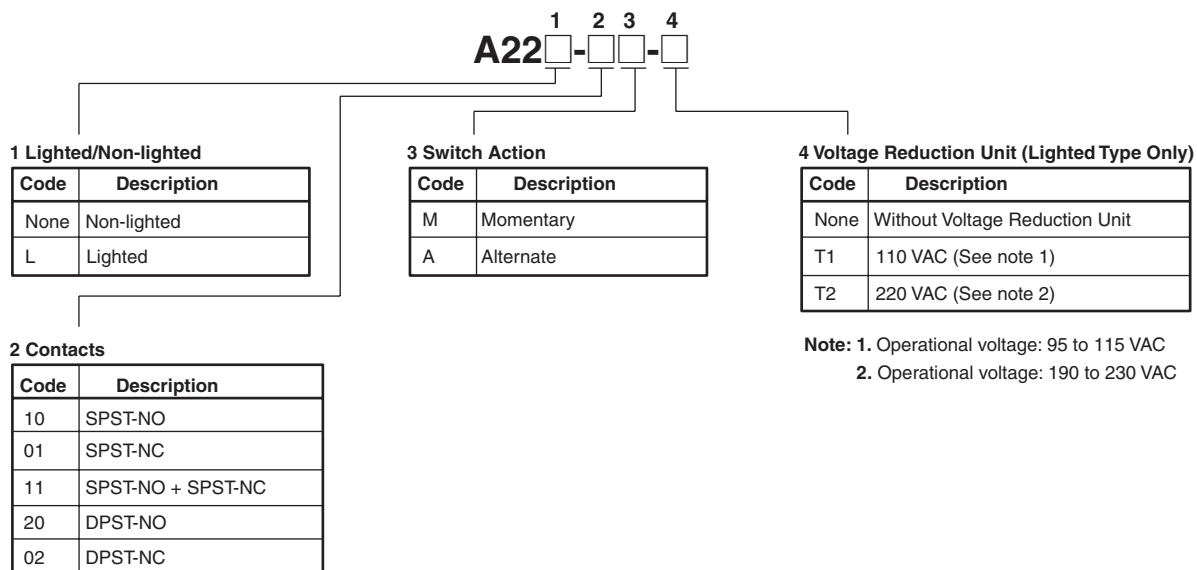 1 2 3 4
A22□-□□-□
1 Lighted/Non-lighted
Code Description
None Non-lighted
L Lighted
2 Contacts
Code Description
10 SPST-NO
01 SPST-NC
11 SPST-NO + SPST-NC
20 DPST-NO
02 DPST-NC
3 Switch Action
Code Description
M Momentary
A Alternate
4 Voltage Reduction Unit (Lighted Type Only)
Code Description
None Without Voltage Reduction Unit
T1 110 VAC (See note 1)
T2 220 VAC (See note 2)
Note: 1. Operational voltage: 95 to 115 VAC
2. Operational voltage: 190 to 230 VAC